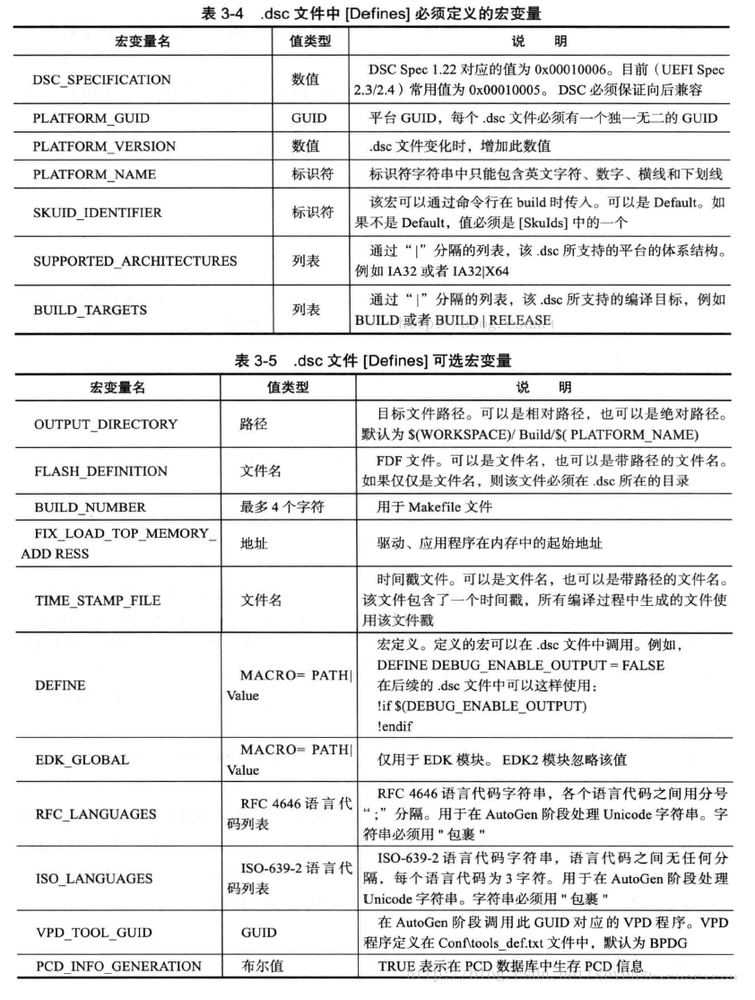 表 3-4 .dsc 文件中 [Defines] 必须定义的宏变量
宏变量名 值类型 说 明
DSC_SPECIFICATION 数值 DSC Spec 1.22 对应的值为 0x00010006。目前（UEFI Spec
2.3/2.4）常用值为 0x00010005。 DSC 必须保证向后兼容
PLATFORM_GUID GUID 平台 GUID，每个 .dsc 文件必须有一个独一无二的 GUID
PLATFORM_VERSION 数值 .dsc 文件变化时，增加此数值
PLATFORM_NAME 标识符 标识符字符串中只能包含英文字符、数字、横线和下划线
SKUID_IDENTIFIER 标识符 该宏可以通过命令行在 build 时传入。可以是 Default。如
果不是 Default，值必须是 [SkuIds] 中的一个
SUPPORTED_ARCHITECTURES 列表 通过“|”分隔的列表，该 .dsc 所支持的平台的体系结构。
例如 IA32 或者 IA32|X64
BUILD_TARGETS 列表 通过“|”分隔的列表，该 .dsc 所支持的编译目标，例如
BUILD 或者 BUILD | RELEASE
表 3-5 .dsc 文件 [Defines] 可选宏变量
宏变量名 值类型 说 明
OUTPUT_DIRECTORY 路径 目标文件路径。可以是相对路径，也可以是绝对路径。
默认为 $(WORKSPACE)/ Build/$( PLATFORM_NAME)
FLASH_DEFINITION 文件名 FDF 文件。可以是文件名，也可以是带路径的文件名。
如果仅仅是文件名，则该文件必须在 .dsc 所在的目录
BUILD_NUMBER 最多 4 个字符 用于 Makefile 文件
FIX_LOAD_TOP_MEMORY_
ADD RESS 地址 驱动、应用程序在内存中的起始地址
TIME_STAMP_FILE 文件名 时间戳文件。可以是文件名，也可以是带路径的文件名。
该文件包含了一个时间戳，所有编译过程中生成的文件使
用该文件戳
DEFINE MACRO= PATH|
Value
宏定义。定义的宏可以在 .dsc 文件中调用。例如，
DEFINE DEBUG_ENABLE_OUTPUT = FALSE
在后续的 .dsc 文件中可以这样使用：
!if $(DEBUG_ENABLE_OUTPUT)
!endif
EDK_GLOBAL MACRO= PATH|
Value
仅用于 EDK 模块。 EDK2 模块忽略该值
RFC_LANGUAGES RFC 4646 语言代
码列表
RFC 4646 语言代码字符串，各个语言代码之间用分号
“;”分隔。用于在 AutoGen 阶段处理 Unicode 字符串。字
符串必须用 " 包裹 "
ISO_LANGUAGES ISO-639-2 语言代
码列表
ISO-639-2 语言代码字符串，语言代码之间无任何分
隔，每个语言代码为 3 字符。用于在 AutoGen 阶段处理
Unicode 字符串。字符串必须用 " 包裹 "
VPD_TOOL_GUID GUID 在 AutoGen 阶段调用此 GUID 对应的 VPD 程序。VPD
程序定义在 Conf\tools_def.txt 文件中，默认为 BPDG
PCD_INFO_GENERATION 布尔值 TRUE 表示在 PCD 数据库中生存 PCD 信息